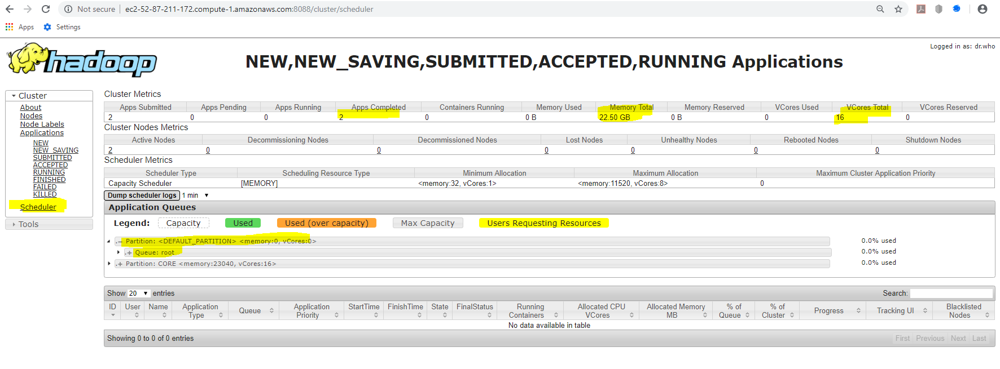 Not secure | ec2-52-87-211-172.compute-1.amazonaws.com:8088/cluster/scheduler
Apps Settings
Logged in as: dr.who
hadoop
NEW,NEW_SAVING,SUBMITTED,ACCEPTED,RUNNING Applications
Cluster
About
Nodes
Node Labels
Applications
NEW
NEW_SAVING
SUBMITTED
ACCEPTED
RUNNING
FINISHED
FAILED
KILLED
Scheduler
Tools
Cluster Metrics
Apps Submitted Apps Pending Apps Running Apps Completed Containers Running Memory Used Memory Total Memory Reserved VCores Used VCores Total VCores Reserved
2 0 0 2 0 0 B 22.50 GB 0 B 0 16 0
Cluster Nodes Metrics
Active Nodes Decommissioning Nodes Decommissioned Nodes Lost Nodes Unhealthy Nodes Rebooted Nodes Shutdown Nodes
2 0 0 0 0 0 0
Scheduler Metrics
Scheduler Type Scheduling Resource Type Minimum Allocation Maximum Allocation Maximum Cluster Application Priority
Capacity Scheduler [MEMORY] <memory:32, vCores:1> <memory:11520, vCores:8> 0
Dump scheduler logs 1 min
Application Queues
Legend: Capacity Used Used (over capacity) Max Capacity Users Requesting Resources
Partition: <DEFAULT_PARTITION> <memory:0, vCores:0> 0.0% used
Queue: root 0.0% used
Partition: CORE <memory:23040, vCores:16> 0.0% used
Show 20 entries Search:
ID User Name Application Type Queue Application Priority StartTime FinishTime State FinalStatus Running Containers Allocated CPU VCores Allocated Memory MB % of Queue % of Cluster Progress Tracking UI Blacklisted Nodes
No data available in table
Showing 0 to 0 of 0 entries First Previous Next Last